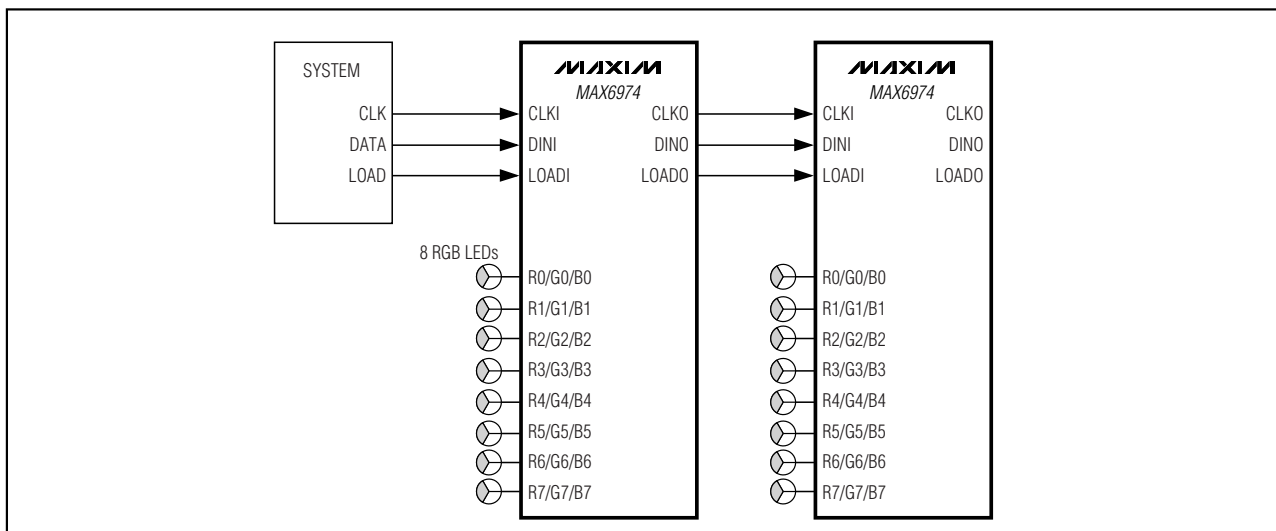 SYSTEM
CLK
DATA
LOAD
MAXIM
MAX6974
CLKI CLKO
DINI DINO
LOADI LOADO
8 RGB LEDs
R0/G0/B0
R1/G1/B1
R2/G2/B2
R3/G3/B3
R4/G4/B4
R5/G5/B5
R6/G6/B6
R7/G7/B7
MAXIM
MAX6974
CLKI CLKO
DINI DINO
LOADI LOADO
R0/G0/B0
R1/G1/B1
R2/G2/B2
R3/G3/B3
R4/G4/B4
R5/G5/B5
R6/G6/B6
R7/G7/B7